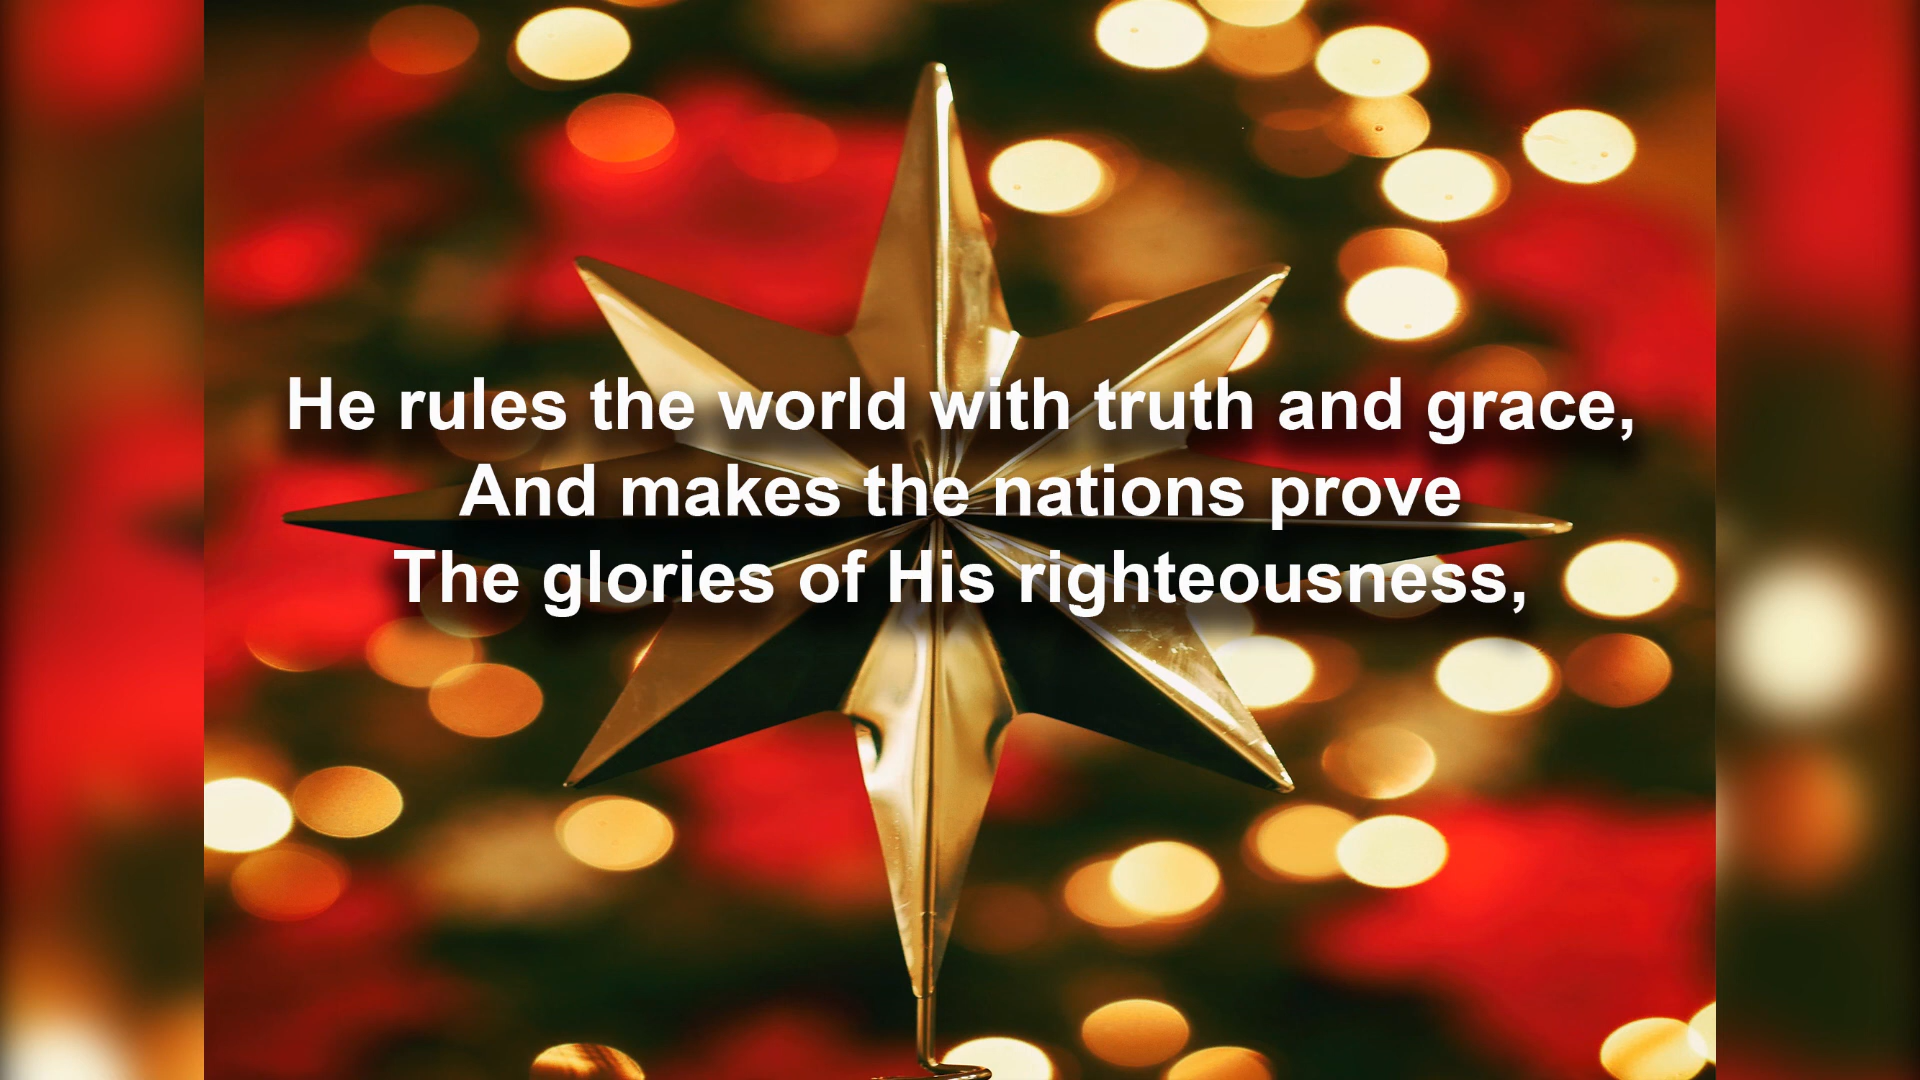 He rules the world with truth and grace,
And makes the nations prove
The glories of His righteousness,